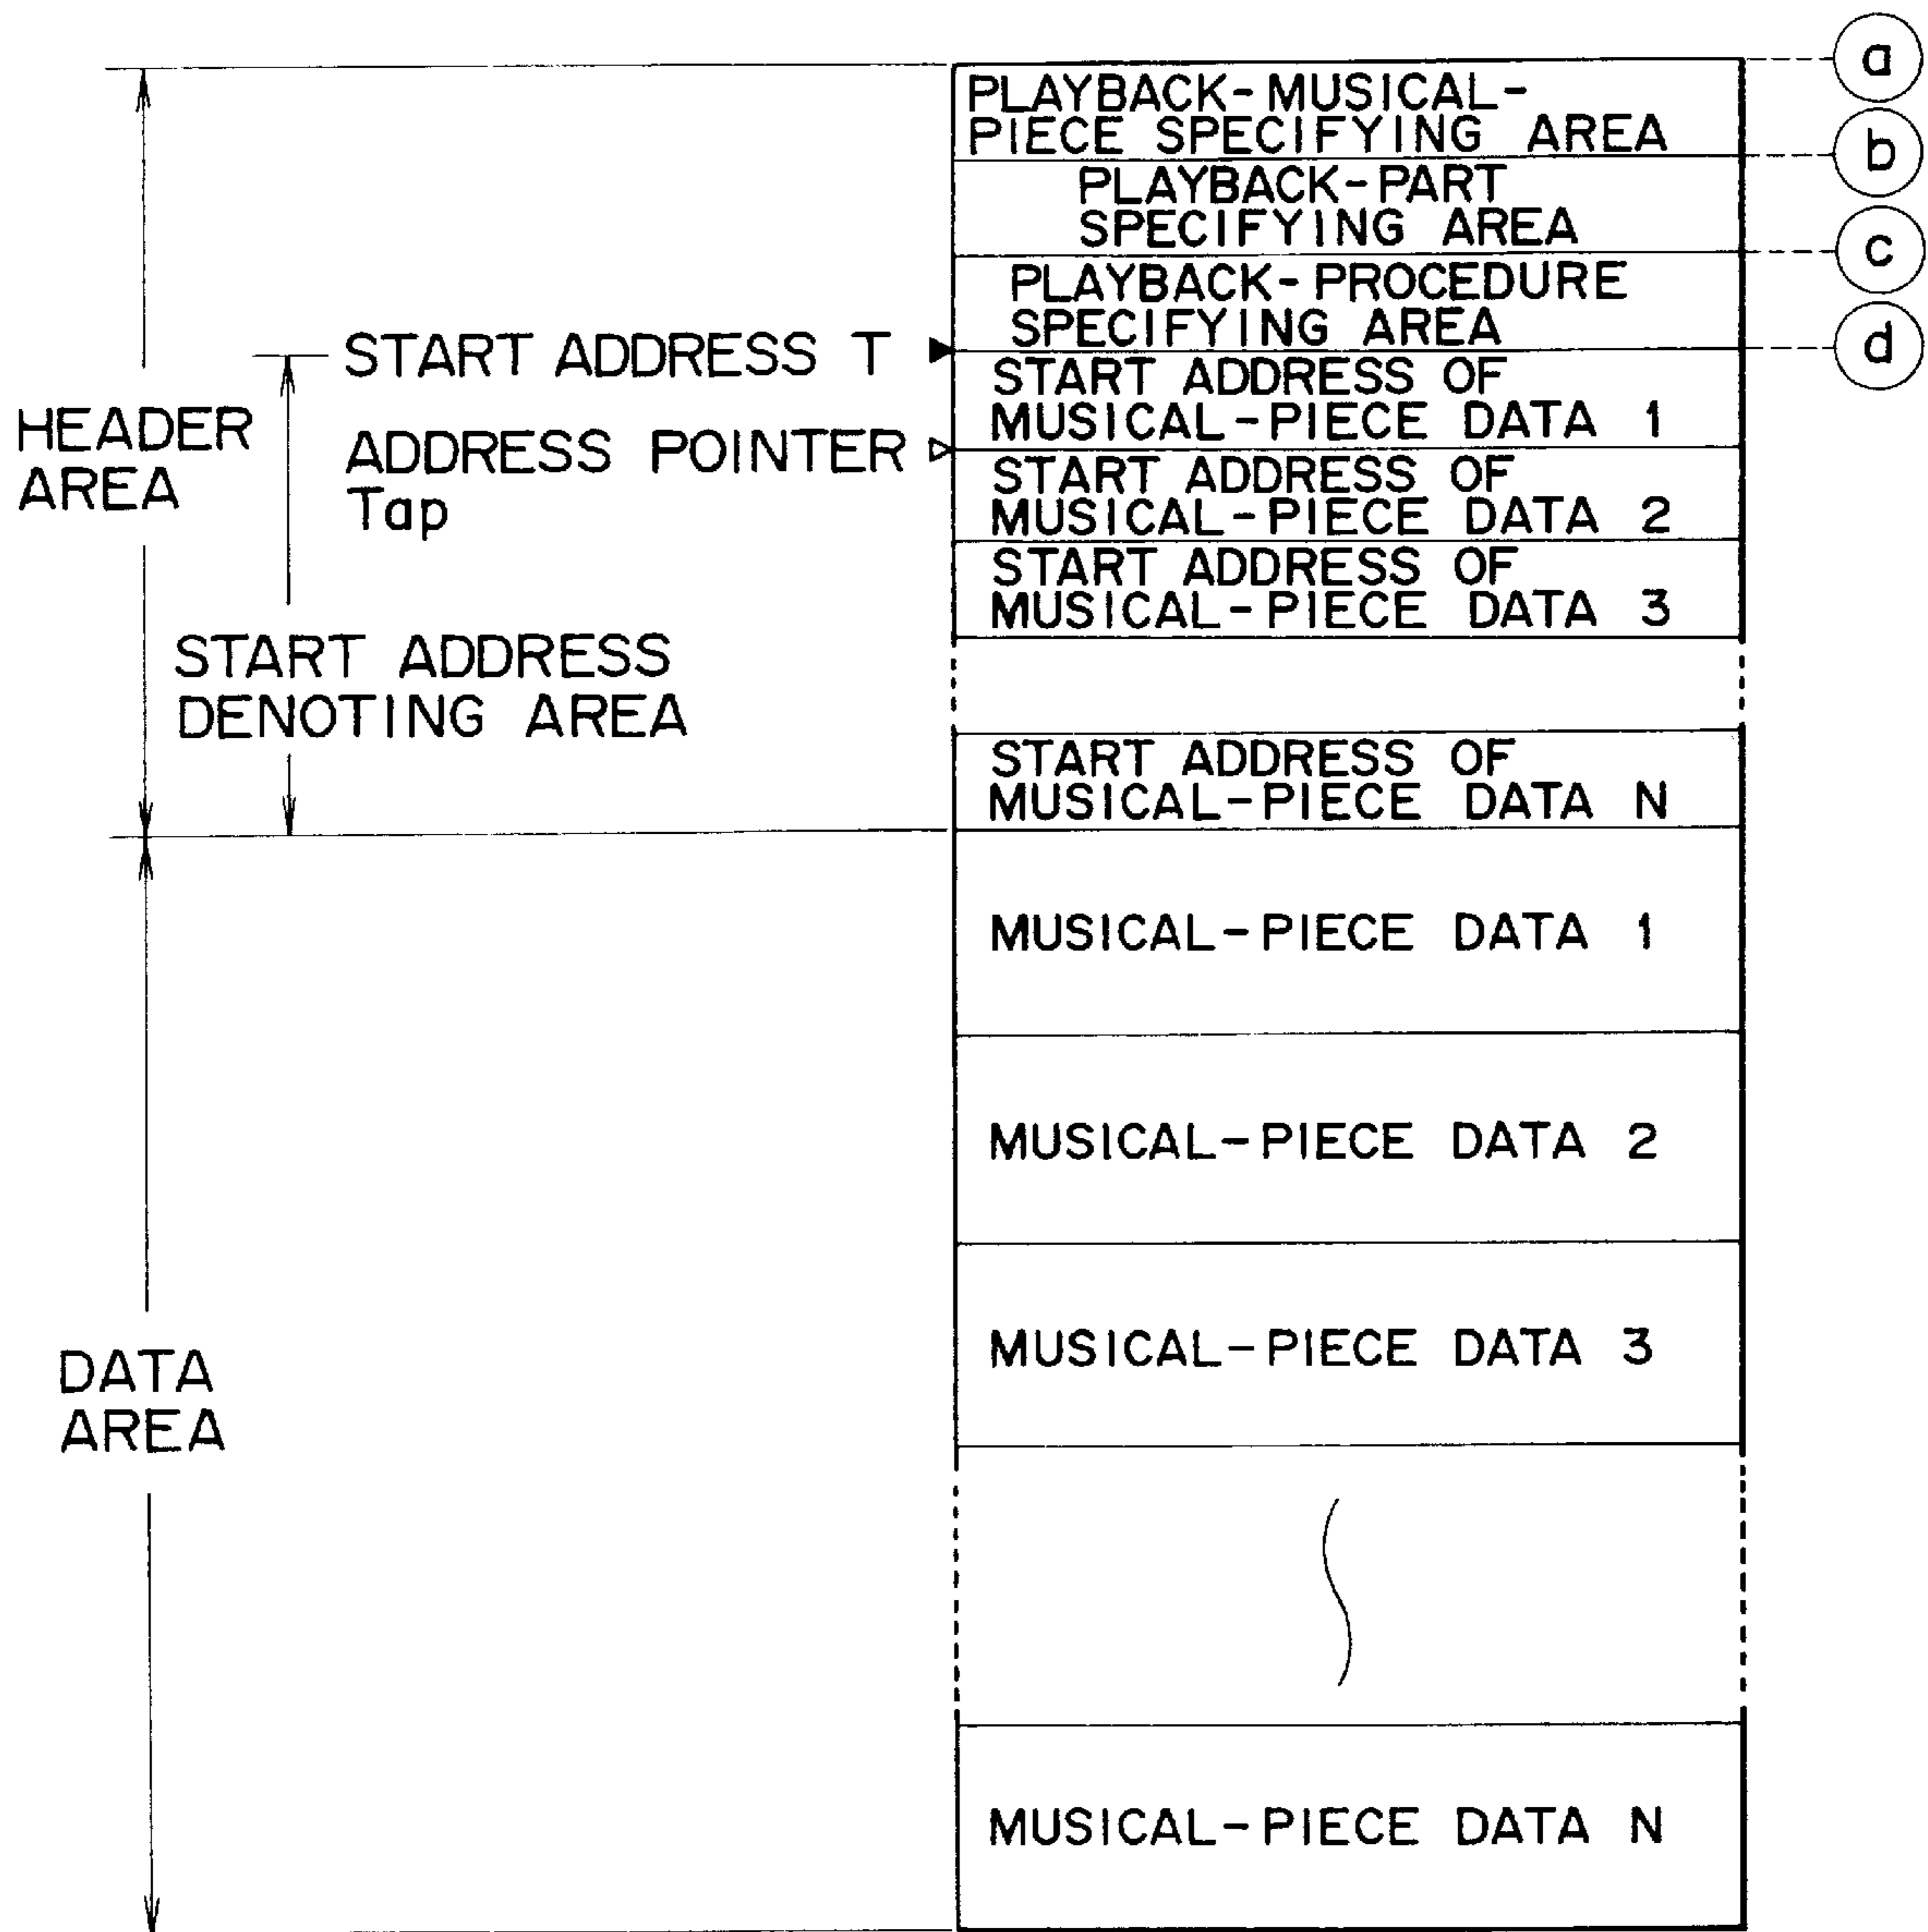 a
PLAYBACK-MUSICAL-
PIECE SPECIFYING AREA
b
PLAYBACK-PART
SPECIFYING AREA
c
PLAYBACK-PROCEDURE
SPECIFYING AREA
d
START ADDRESS T
START ADDRESS OF
MUSICAL-PIECE DATA 1
HEADER
AREA
ADDRESS POINTER
Tap
START ADDRESS OF
MUSICAL-PIECE DATA 2
START ADDRESS OF
MUSICAL-PIECE DATA 3
START ADDRESS
DENOTING AREA
START ADDRESS OF
MUSICAL-PIECE DATA N
MUSICAL-PIECE DATA 1
MUSICAL-PIECE DATA 2
MUSICAL-PIECE DATA 3
DATA
AREA
MUSICAL-PIECE DATA N